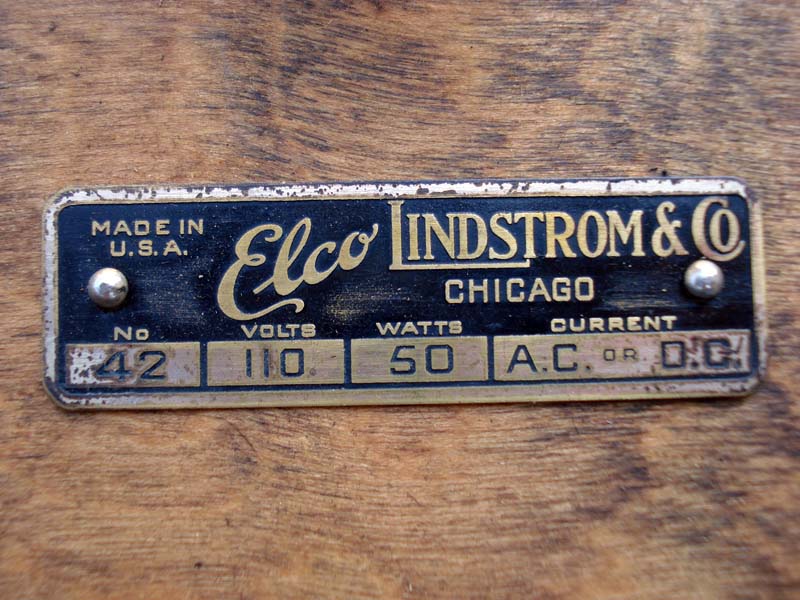 MADE IN
U.S.A.
Elco LINDSTROM & CO
CHICAGO
NO VOLTS WATTS CURRENT
42 110 50 A.C. OR D.C.